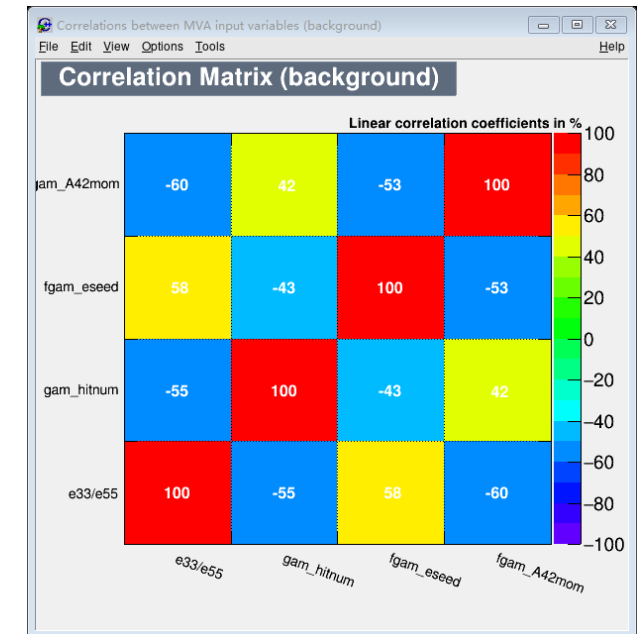 Correlations between MVA input variables (background)
File Edit View Options Tools Help
Correlation Matrix (background)
Linear correlation coefficients in %
gam_A42mom -60 42 -53 100
fgam_eseed 58 -43 100 -53
gam_hitnum -55 100 -43 42
e33/e55 100 -55 58 -60
e33/e55 gam_hitnum fgam_eseed fgam_A42mom
100
80
60
40
20
0
−20
−40
−60
−80
−100